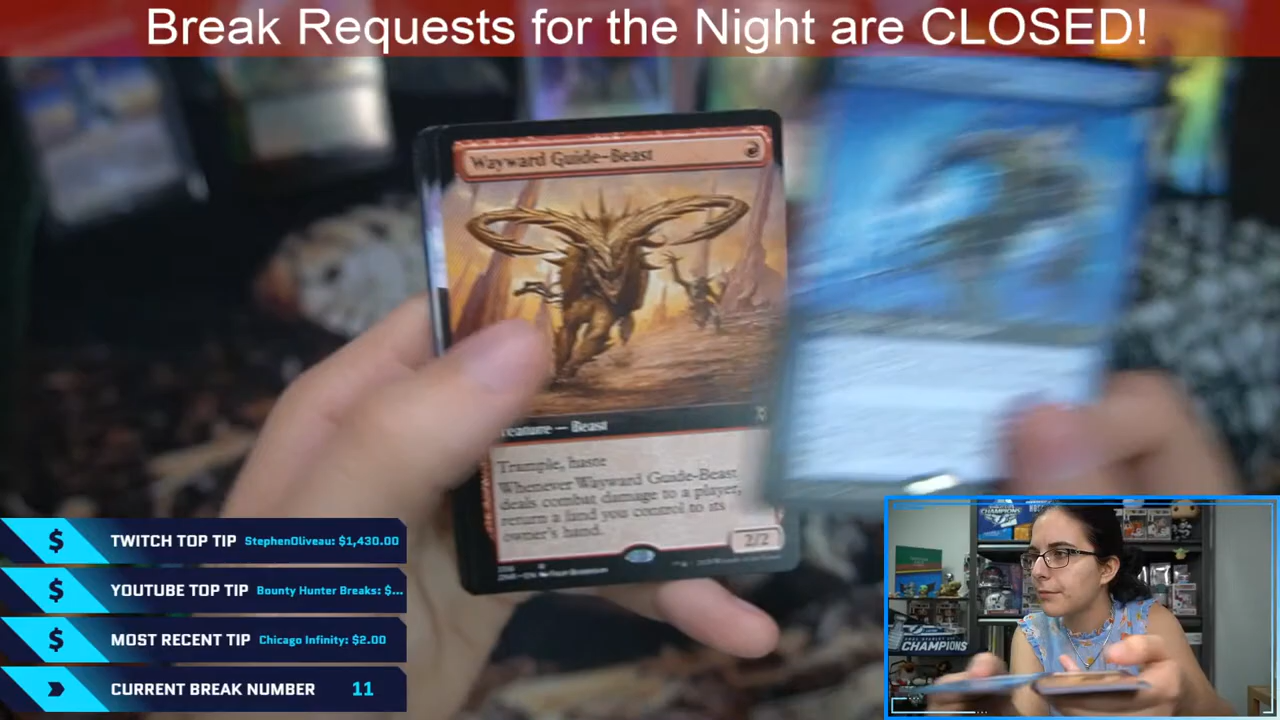 Break Requests for the Night are CLOSED!
Wayward Guide-Beast
Creature — Beast
Trample, haste
Whenever Wayward Guide-Beast
deals combat damage to a player,
return a land you control to its
owner's hand.
2/2
TWITCH TOP TIP StephenOliveau: $1,430.00
YOUTUBE TOP TIP Bounty Hunter Breaks: $...
MOST RECENT TIP Chicago Infinity: $2.00
CURRENT BREAK NUMBER 11
CHAMPIONS
CHAMPIONS